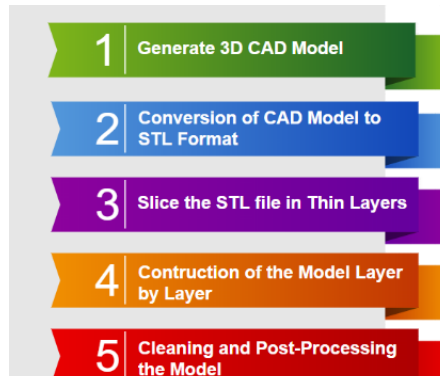 1
Generate 3D CAD Model
2
Conversion of CAD Model to
STL Format
3
Slice the STL file in Thin Layers
4
Contruction of the Model Layer
by Layer
5
Cleaning and Post-Processing
the Model